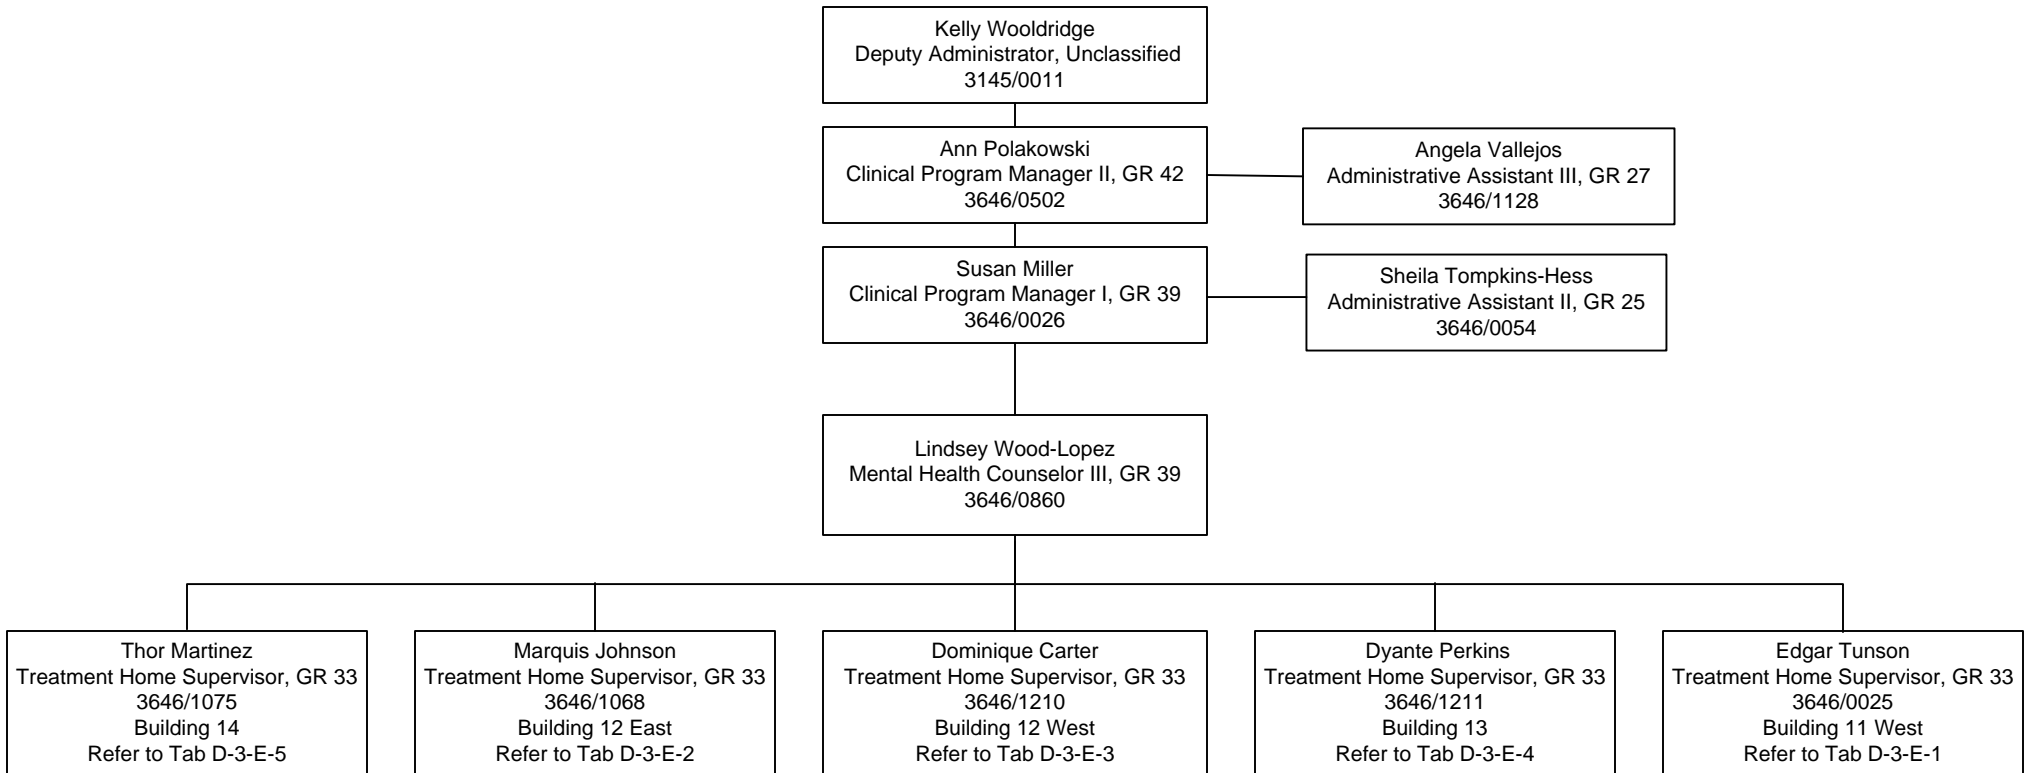 Kelly Wooldridge
Deputy Administrator, Unclassified
3145/0011
Ann Polakowski
Clinical Program Manager II, GR 42
3646/0502
Angela Vallejos
Administrative Assistant III, GR 27
3646/1128
Susan Miller
Clinical Program Manager I, GR 39
3646/0026
Sheila Tompkins-Hess
Administrative Assistant II, GR 25
3646/0054
Lindsey Wood-Lopez
Mental Health Counselor III, GR 39
3646/0860
Thor Martinez
Treatment Home Supervisor, GR 33
3646/1075
Building 14
Refer to Tab D-3-E-5
Marquis Johnson
Treatment Home Supervisor, GR 33
3646/1068
Building 12 East
Refer to Tab D-3-E-2
Dominique Carter
Treatment Home Supervisor, GR 33
3646/1210
Building 12 West
Refer to Tab D-3-E-3
Dyante Perkins
Treatment Home Supervisor, GR 33
3646/1211
Building 13
Refer to Tab D-3-E-4
Edgar Tunson
Treatment Home Supervisor, GR 33
3646/0025
Building 11 West
Refer to Tab D-3-E-1